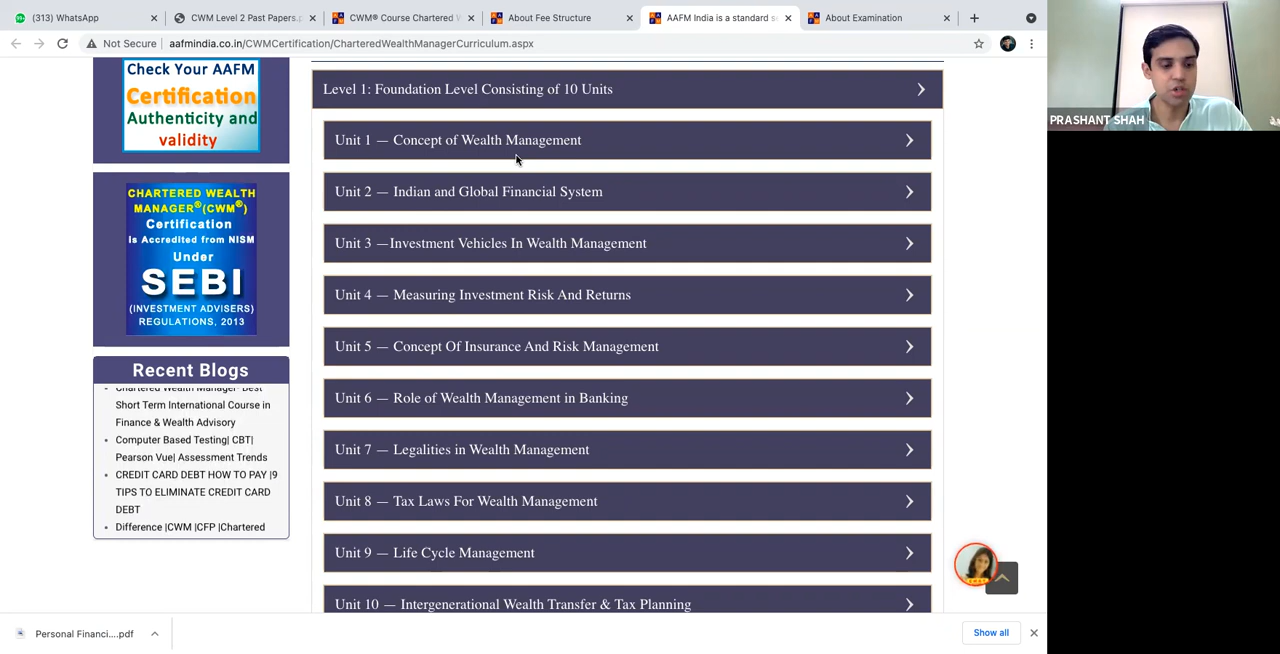 (313) WhatsApp
CWM Level 2 Past Papers.p
CWM® Course Chartered W
About Fee Structure
AAFM India is a standard s
About Examination
Not Secure | aafmindia.co.in/CWMCertification/CharteredWealthManagerCurriculum.aspx
Check Your AAFM
Certification
Authenticity and
validity
CHARTERED WEALTH
MANAGER®(CWM®)
Certification
Is Accredited from NISM
Under
SEBI
(INVESTMENT ADVISERS)
REGULATIONS, 2013
Recent Blogs
Chartered Wealth Manager- Best
Short Term International Course in
Finance & Wealth Advisory
Computer Based Testing| CBT|
Pearson Vue| Assessment Trends
CREDIT CARD DEBT HOW TO PAY |9
TIPS TO ELIMINATE CREDIT CARD
DEBT
Difference |CWM |CFP |Chartered
Level 1: Foundation Level Consisting of 10 Units
Unit 1 — Concept of Wealth Management
Unit 2 — Indian and Global Financial System
Unit 3 —Investment Vehicles In Wealth Management
Unit 4 — Measuring Investment Risk And Returns
Unit 5 — Concept Of Insurance And Risk Management
Unit 6 — Role of Wealth Management in Banking
Unit 7 — Legalities in Wealth Management
Unit 8 — Tax Laws For Wealth Management
Unit 9 — Life Cycle Management
Unit 10 — Intergenerational Wealth Transfer & Tax Planning
PRASHANT SHAH
Personal Financi....pdf
Show all